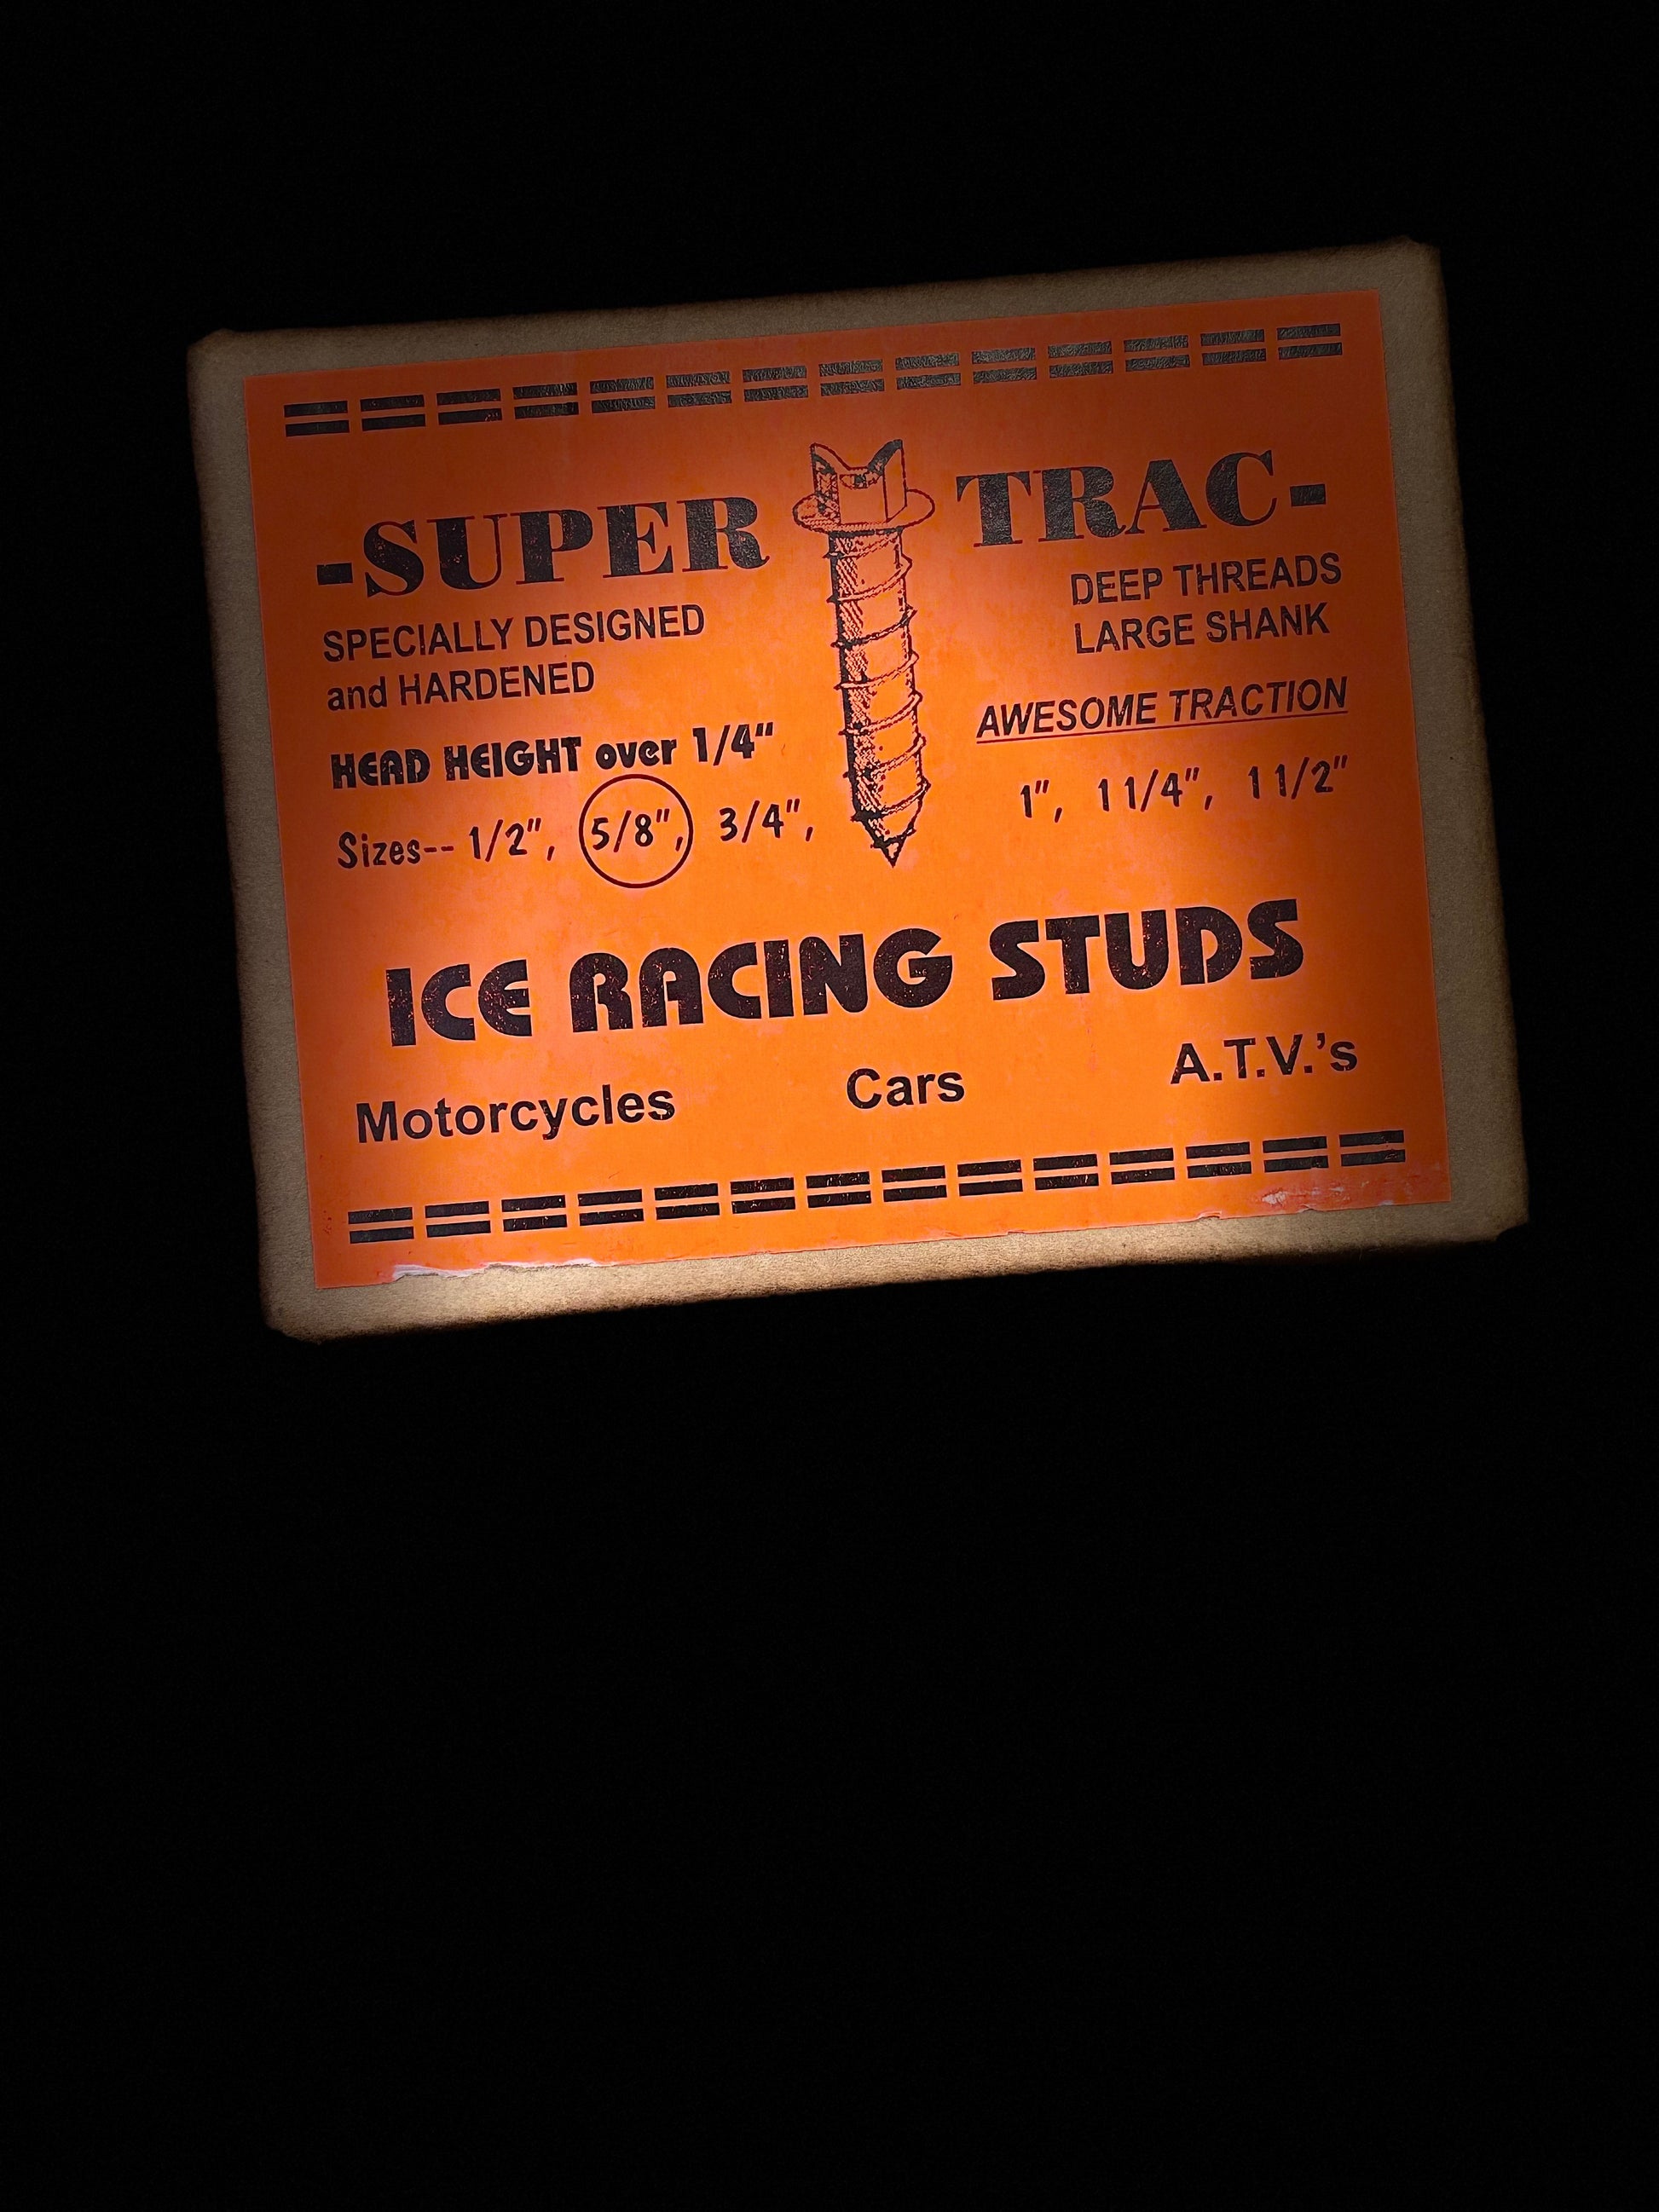 -SUPER TRAC-
SPECIALLY DESIGNED
and HARDENED
DEEP THREADS
LARGE SHANK
HEAD HEIGHT over 1/4"
AWESOME TRACTION
Sizes-- 1/2", 5/8", 3/4", 1", 1 1/4", 1 1/2"
ICE RACING STUDS
Motorcycles Cars A.T.V.'s